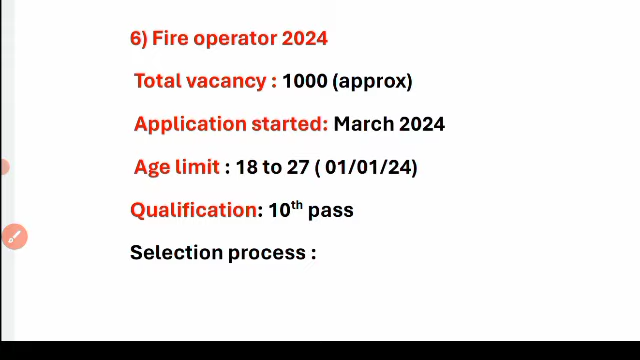 6) Fire operator 2024
Total vacancy : 1000 (approx)
Application started: March 2024
Age limit : 18 to 27 ( 01/01/24)
Qualification: 10th pass
Selection process :